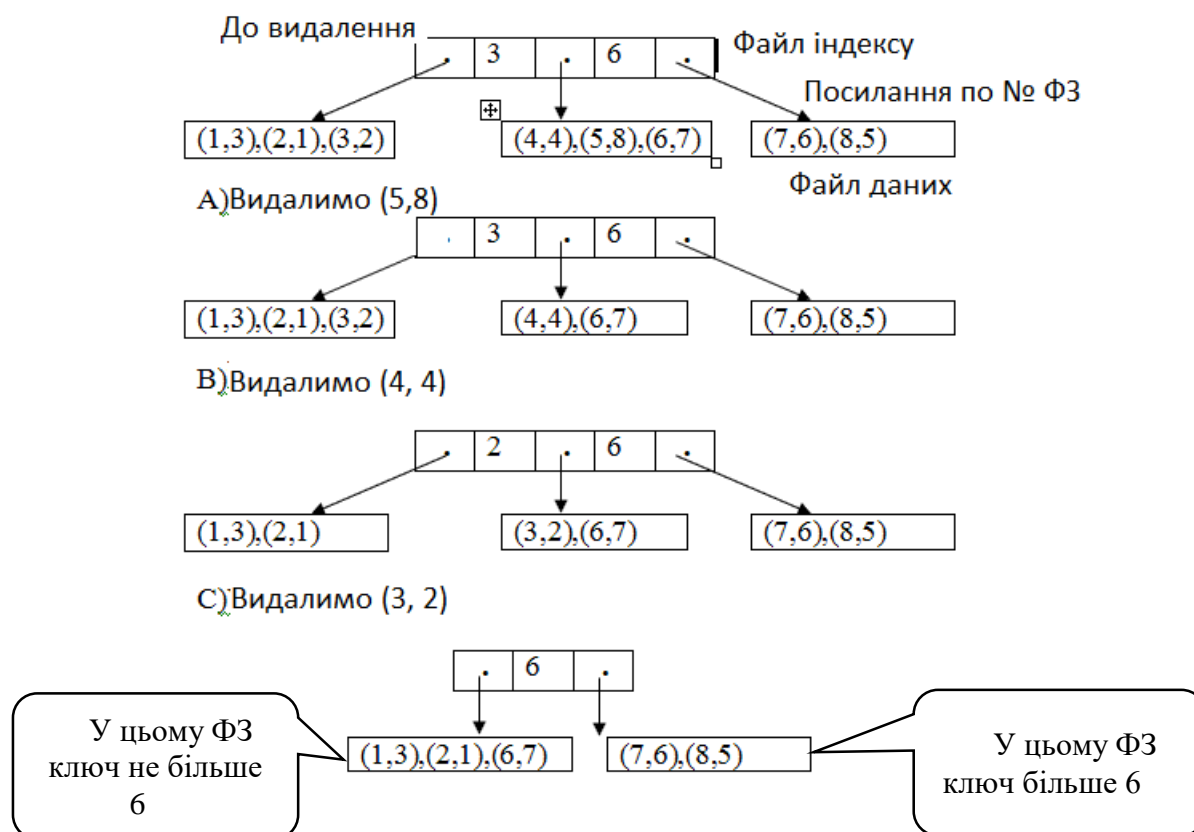 До видалення
Файл індексу
. 3 . 6 .
Посилання по № ФЗ
(1,3),(2,1),(3,2) (4,4),(5,8),(6,7) (7,6),(8,5)
Файл даних
A)Видалимо (5,8)
. 3 . 6 .
(1,3),(2,1),(3,2) (4,4),(6,7) (7,6),(8,5)
B)Видалимо (4, 4)
. 2 . 6 .
(1,3),(2,1) (3,2),(6,7) (7,6),(8,5)
C)Видалимо (3, 2)
. 6 .
У цьому ФЗ
ключ не більше
6
(1,3),(2,1),(6,7) (7,6),(8,5)
У цьому ФЗ
ключ більше 6